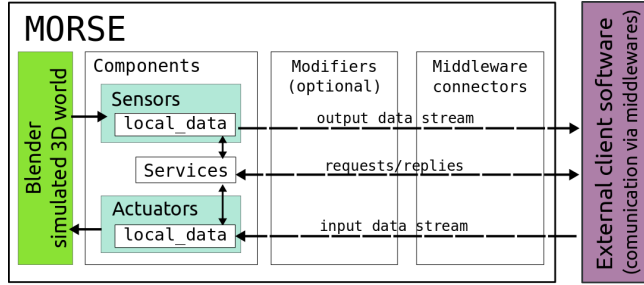 MORSE
Blender
simulated 3D world
Components
Sensors
local_data
Services
Actuators
local_data
Modifiers
(optional)
Middleware
connectors
output data stream
requests/replies
input data stream
External client software
(comunication via middlewares)